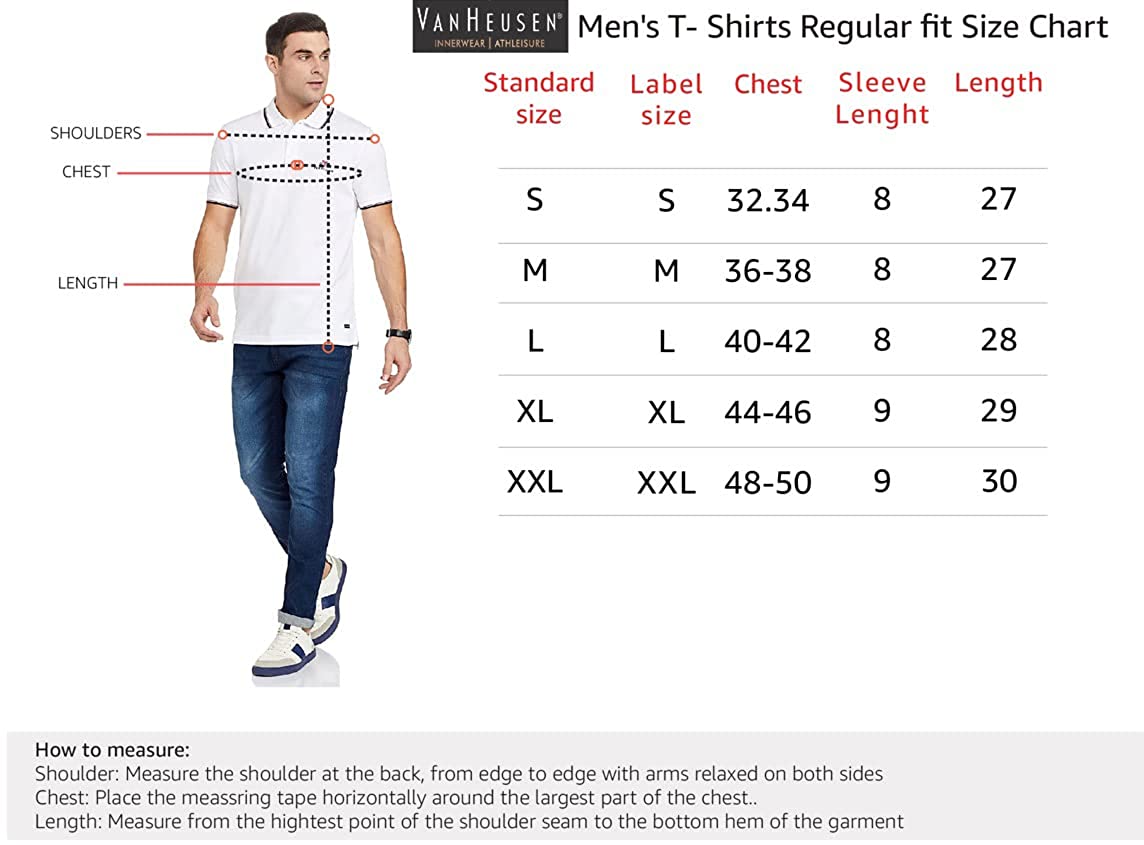 VANHEUSEN®
INNERWEAR | ATHLEISURE
Men's T- Shirts Regular fit Size Chart
Standard size Label size Chest Sleeve Lenght Length
S S 32.34 8 27
M M 36-38 8 27
L L 40-42 8 28
XL XL 44-46 9 29
XXL XXL 48-50 9 30
SHOULDERS
CHEST
LENGTH
How to measure:
Shoulder: Measure the shoulder at the back, from edge to edge with arms relaxed on both sides
Chest: Place the meassring tape horizontally around the largest part of the chest..
Length: Measure from the highest point of the shoulder seam to the bottom hem of the garment